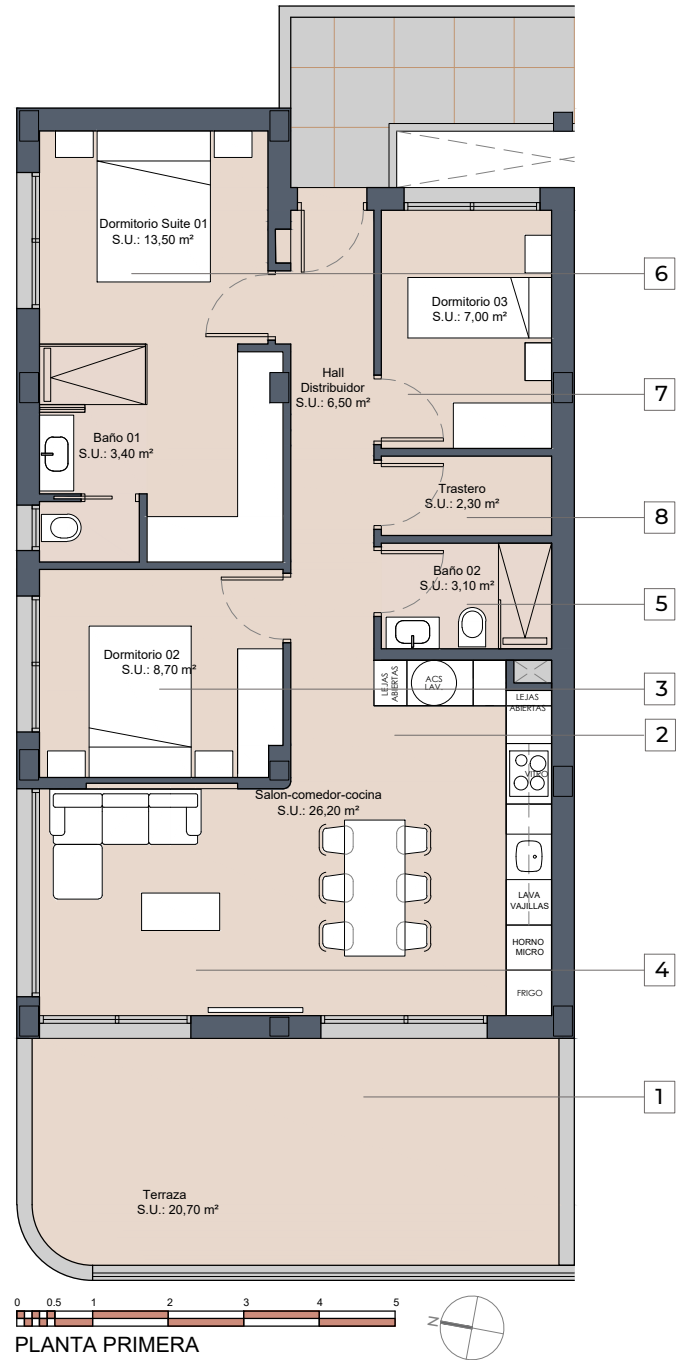 Dormitorio Suite 01
S.U.: 13,50 m²
6
Dormitorio 03
S.U.: 7,00 m²
Hall
Distribuidor
S.U.: 6,50 m²
7
Baño 01
S.U.: 3,40 m²
Trastero
S.U.: 2,30 m²
8
Baño 02
S.U.: 3,10 m²
5
Dormitorio 02
S.U.: 8,70 m²
LEJAS
ABIERTAS
ACS
LAV.
3
LEJAS
ABIERTAS
2
VITRO
Salon-comedor-cocina
S.U.: 26,20 m²
LAVA
VAJILLAS
HORNO
MICRO
4
FRIGO
1
Terraza
S.U.: 20,70 m²
0 0.5 1 2 3 4 5
N
PLANTA PRIMERA